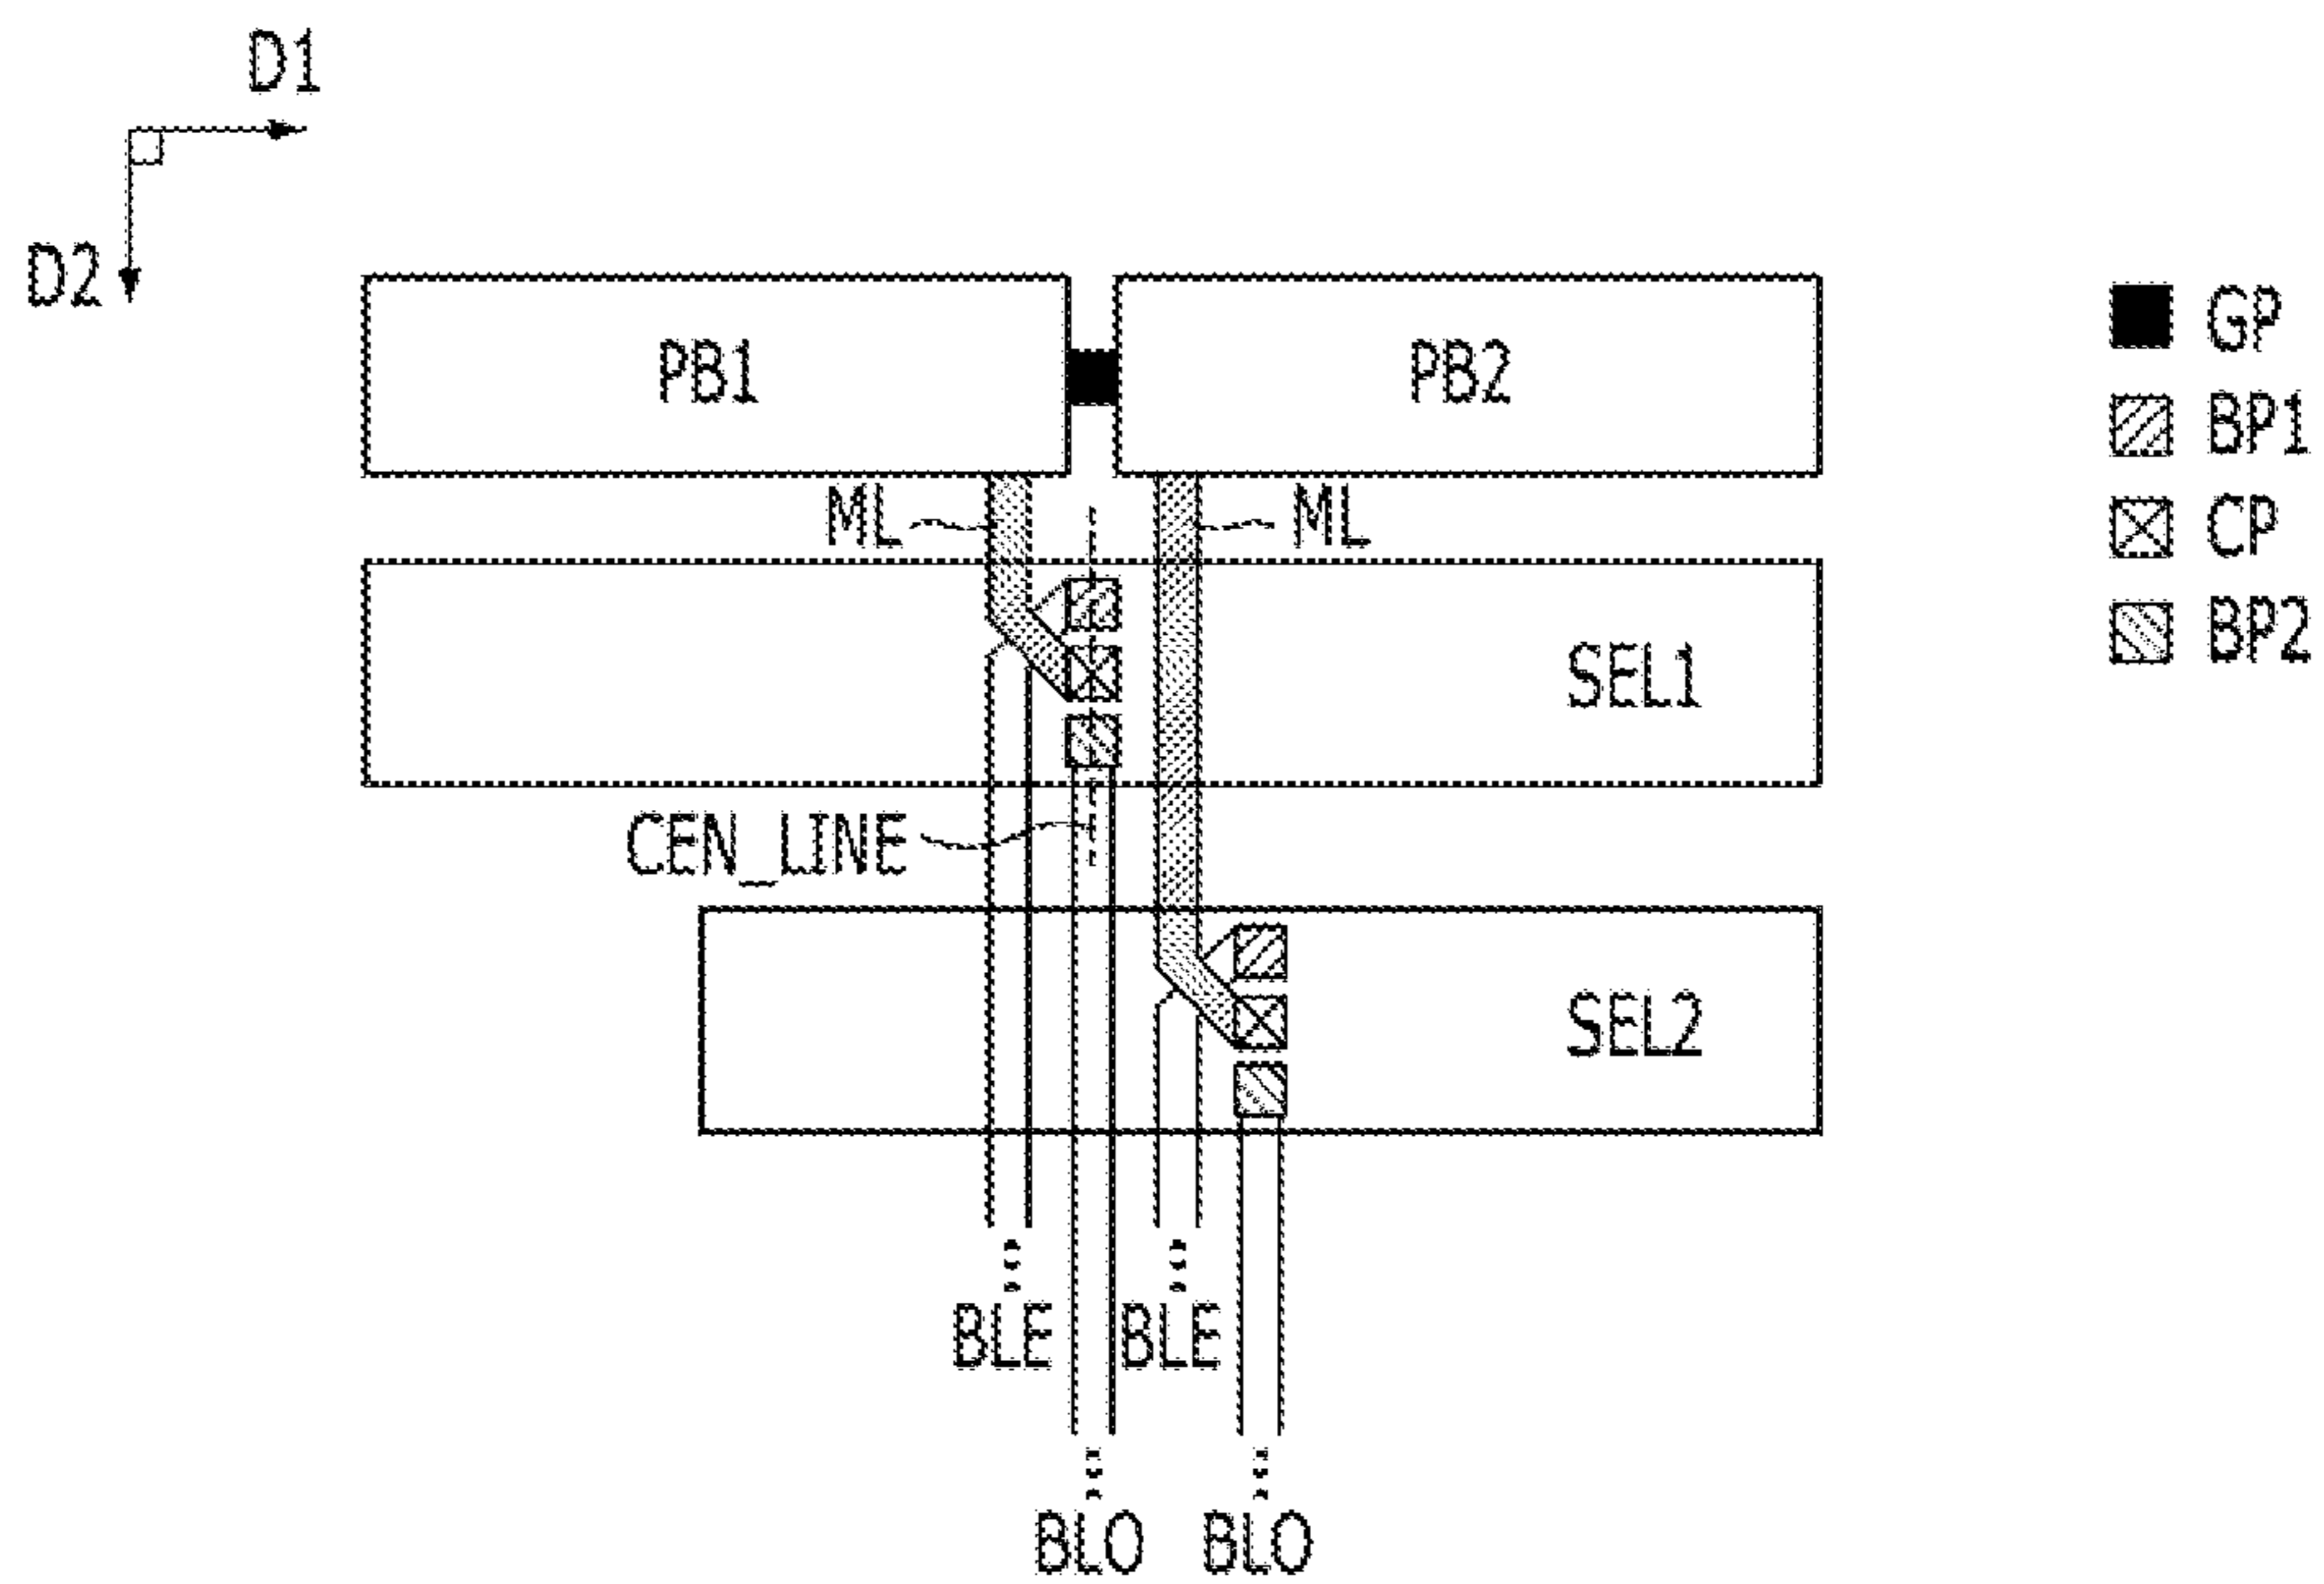 D1
D2
PB1
PB2
GP
BP1
CP
BP2
ML
ML
SEL1
CEN_LINE
SEL2
BLE
BLE
BLO
BLO